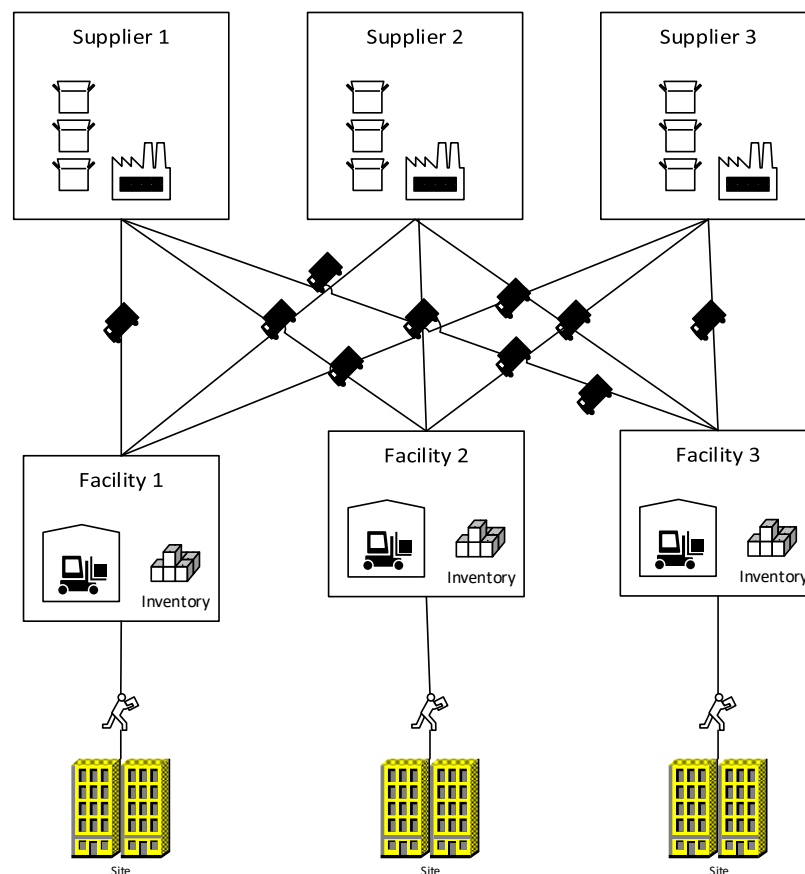 Supplier 1
Supplier 2
Supplier 3
Facility 1
Facility 2
Facility 3
Inventory
Inventory
Inventory
Site
Site
Site